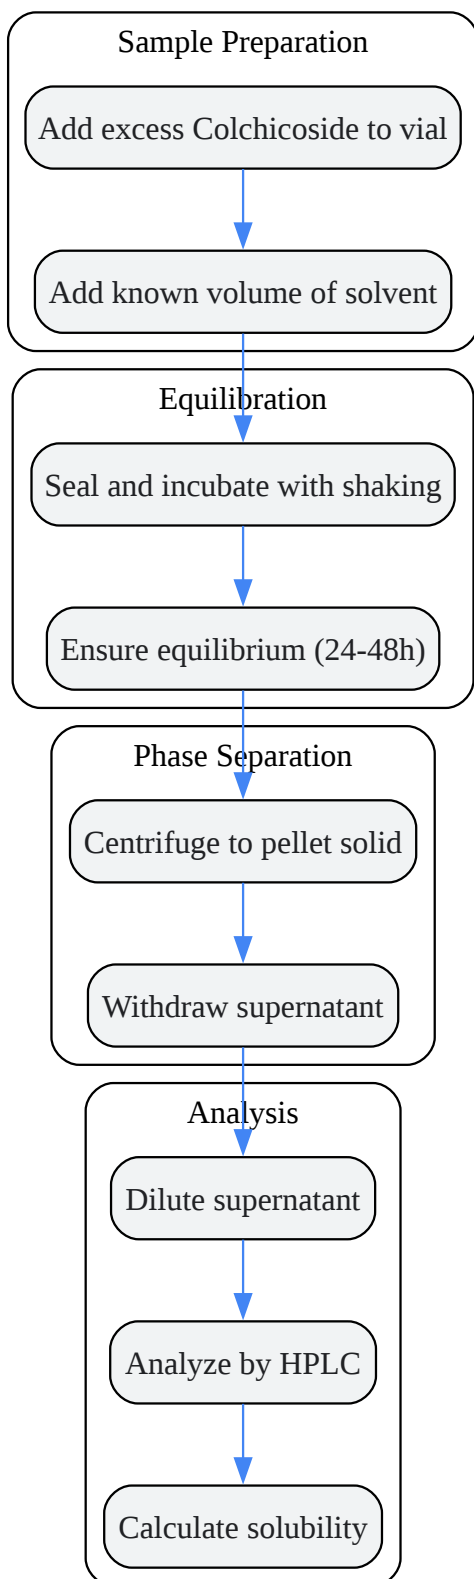 Sample Preparation
Add excess Colchicoside to vial
Add known volume of solvent
Equilibration
Seal and incubate with shaking
Ensure equilibrium (24-48h)
Phase Separation
Centrifuge to pellet solid
Withdraw supernatant
Analysis
Dilute supernatant
Analyze by HPLC
Calculate solubility